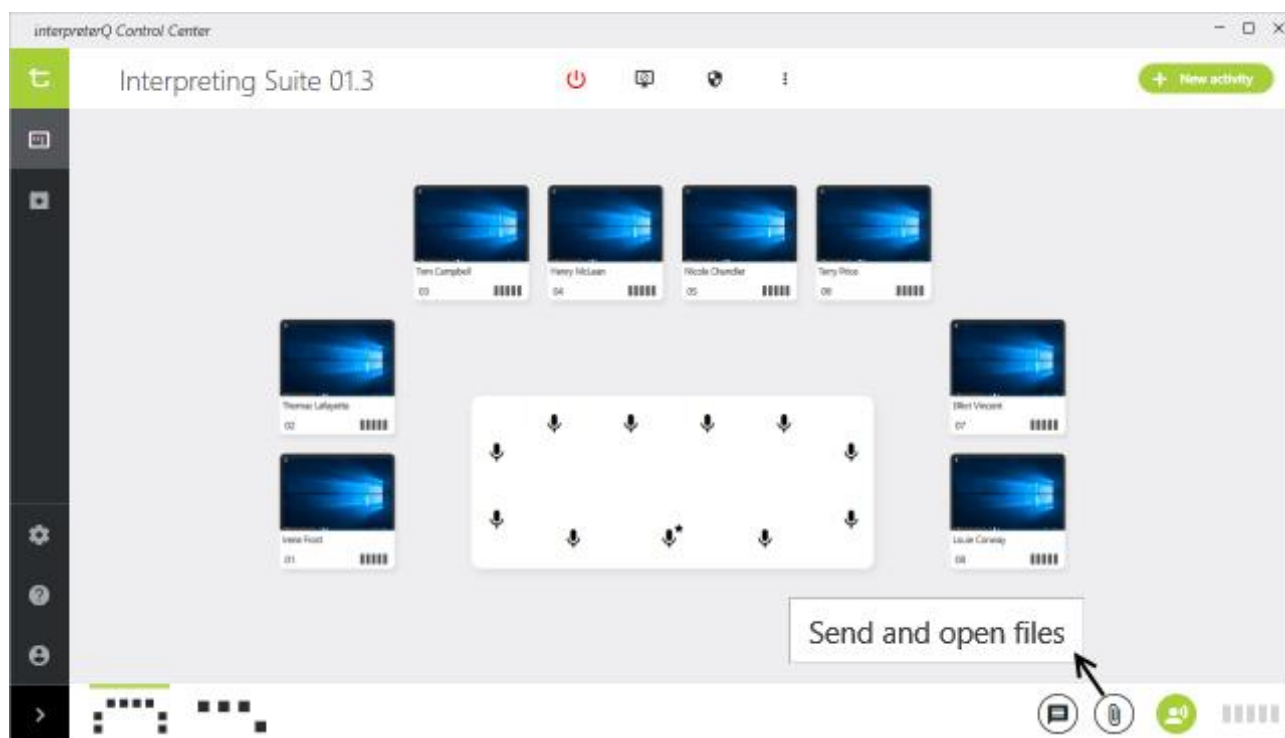 interpreterQ Control Center
Interpreting Suite 01.3
+ New activity
Tom Campbell
Henry McLean
Nicole Chandler
Terry Price
03
04
05
06
Thomas Lafayette
Elliot Vincent
02
07
Irene Frost
Louie Conway
01
08
Send and open files